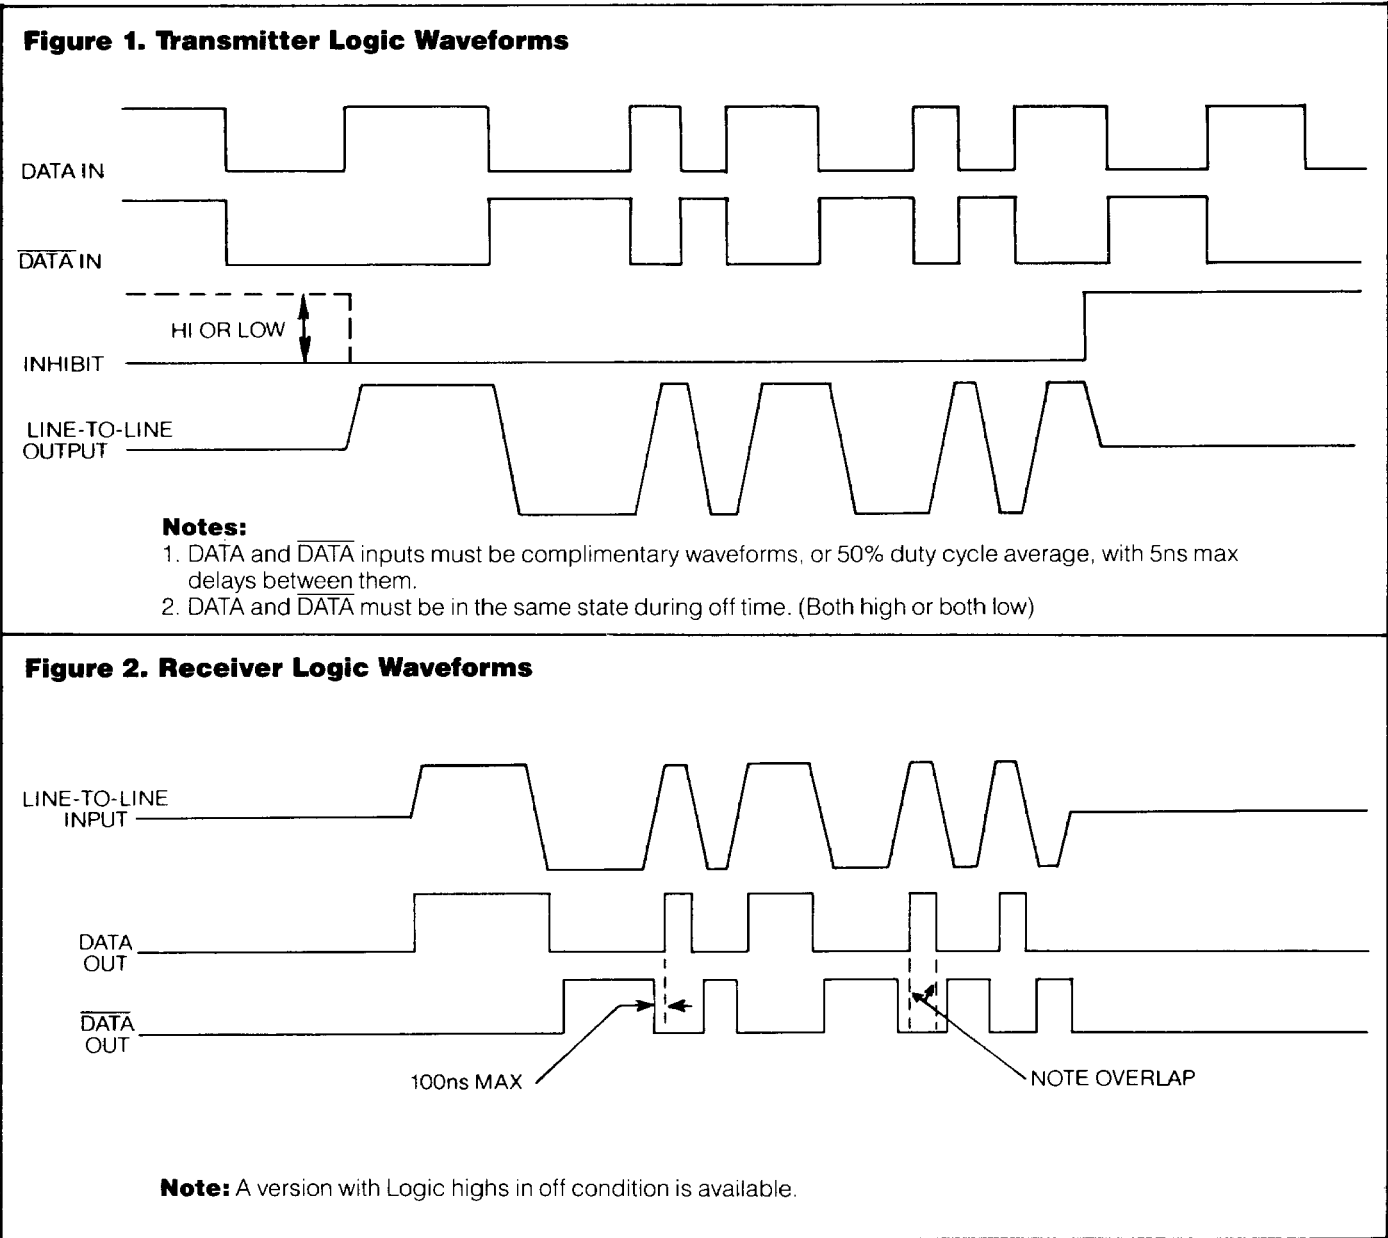 Figure 1. Transmitter Logic Waveforms
DATA IN
D̅A̅T̅A̅ IN
HI OR LOW
INHIBIT
LINE-TO-LINE
OUTPUT
Notes:
1. DATA and D̅A̅T̅A̅ inputs must be complimentary waveforms, or 50% duty cycle average, with 5ns max
delays between them.
2. DATA and D̅A̅T̅A̅ must be in the same state during off time. (Both high or both low)
Figure 2. Receiver Logic Waveforms
LINE-TO-LINE
INPUT
DATA
OUT
D̅A̅T̅A̅
OUT
100ns MAX
NOTE OVERLAP
Note: A version with Logic highs in off condition is available.